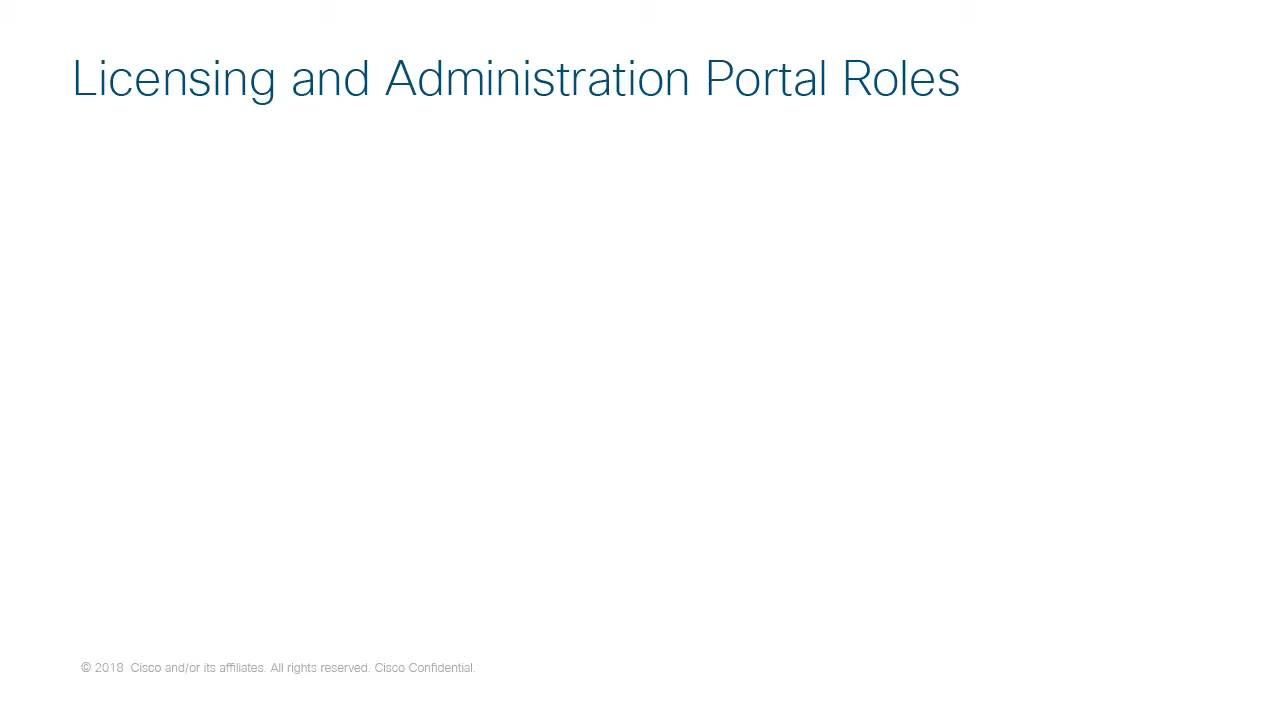 Licensing and Administration Portal Roles
© 2018 Cisco and/or its affiliates. All rights reserved. Cisco Confidential.